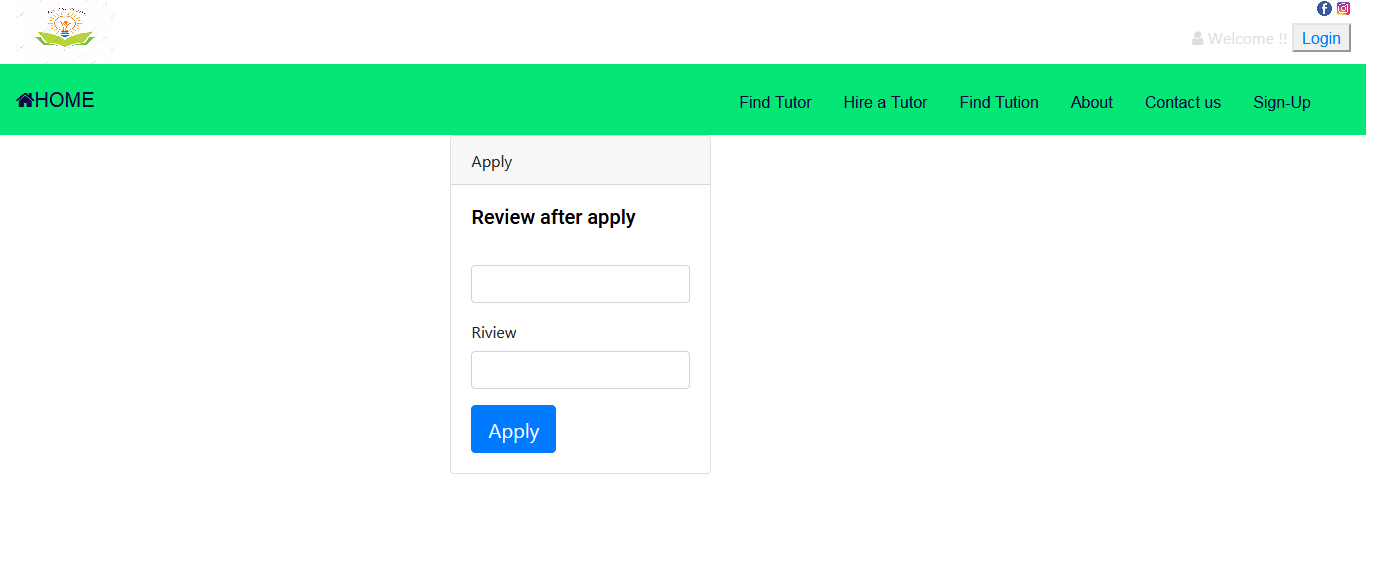 Welcome !! Login
HOME
Find Tutor Hire a Tutor Find Tution About Contact us Sign-Up
Apply
Review after apply
Riview
Apply